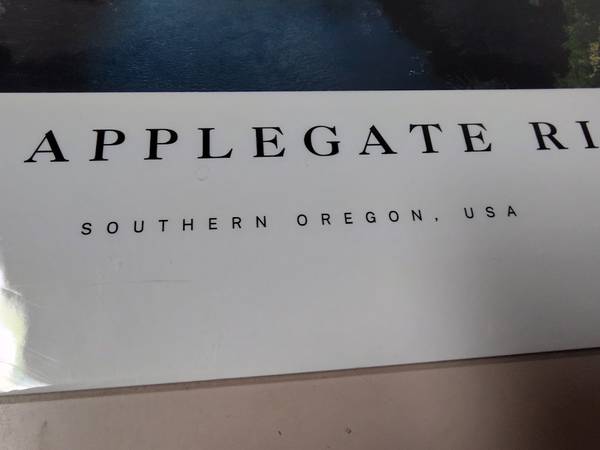 APPLEGATE RI
SOUTHERN OREGON, USA